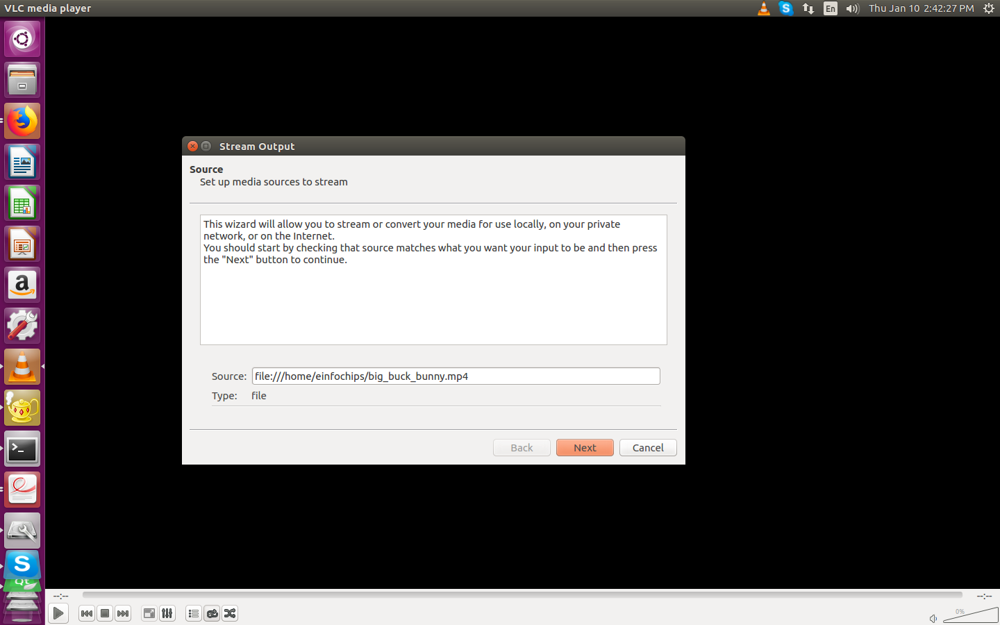 VLC media player
En
Thu Jan 10 2:42:27 PM
Stream Output
Source
Set up media sources to stream
This wizard will allow you to stream or convert your media for use locally, on your private
network, or on the Internet.
You should start by checking that source matches what you want your input to be and then press
the "Next" button to continue.
Source: file:///home/einfochips/big_buck_bunny.mp4
Type: file
Back Next Cancel
a
>_
S
Qt
--:-- --:--
0%